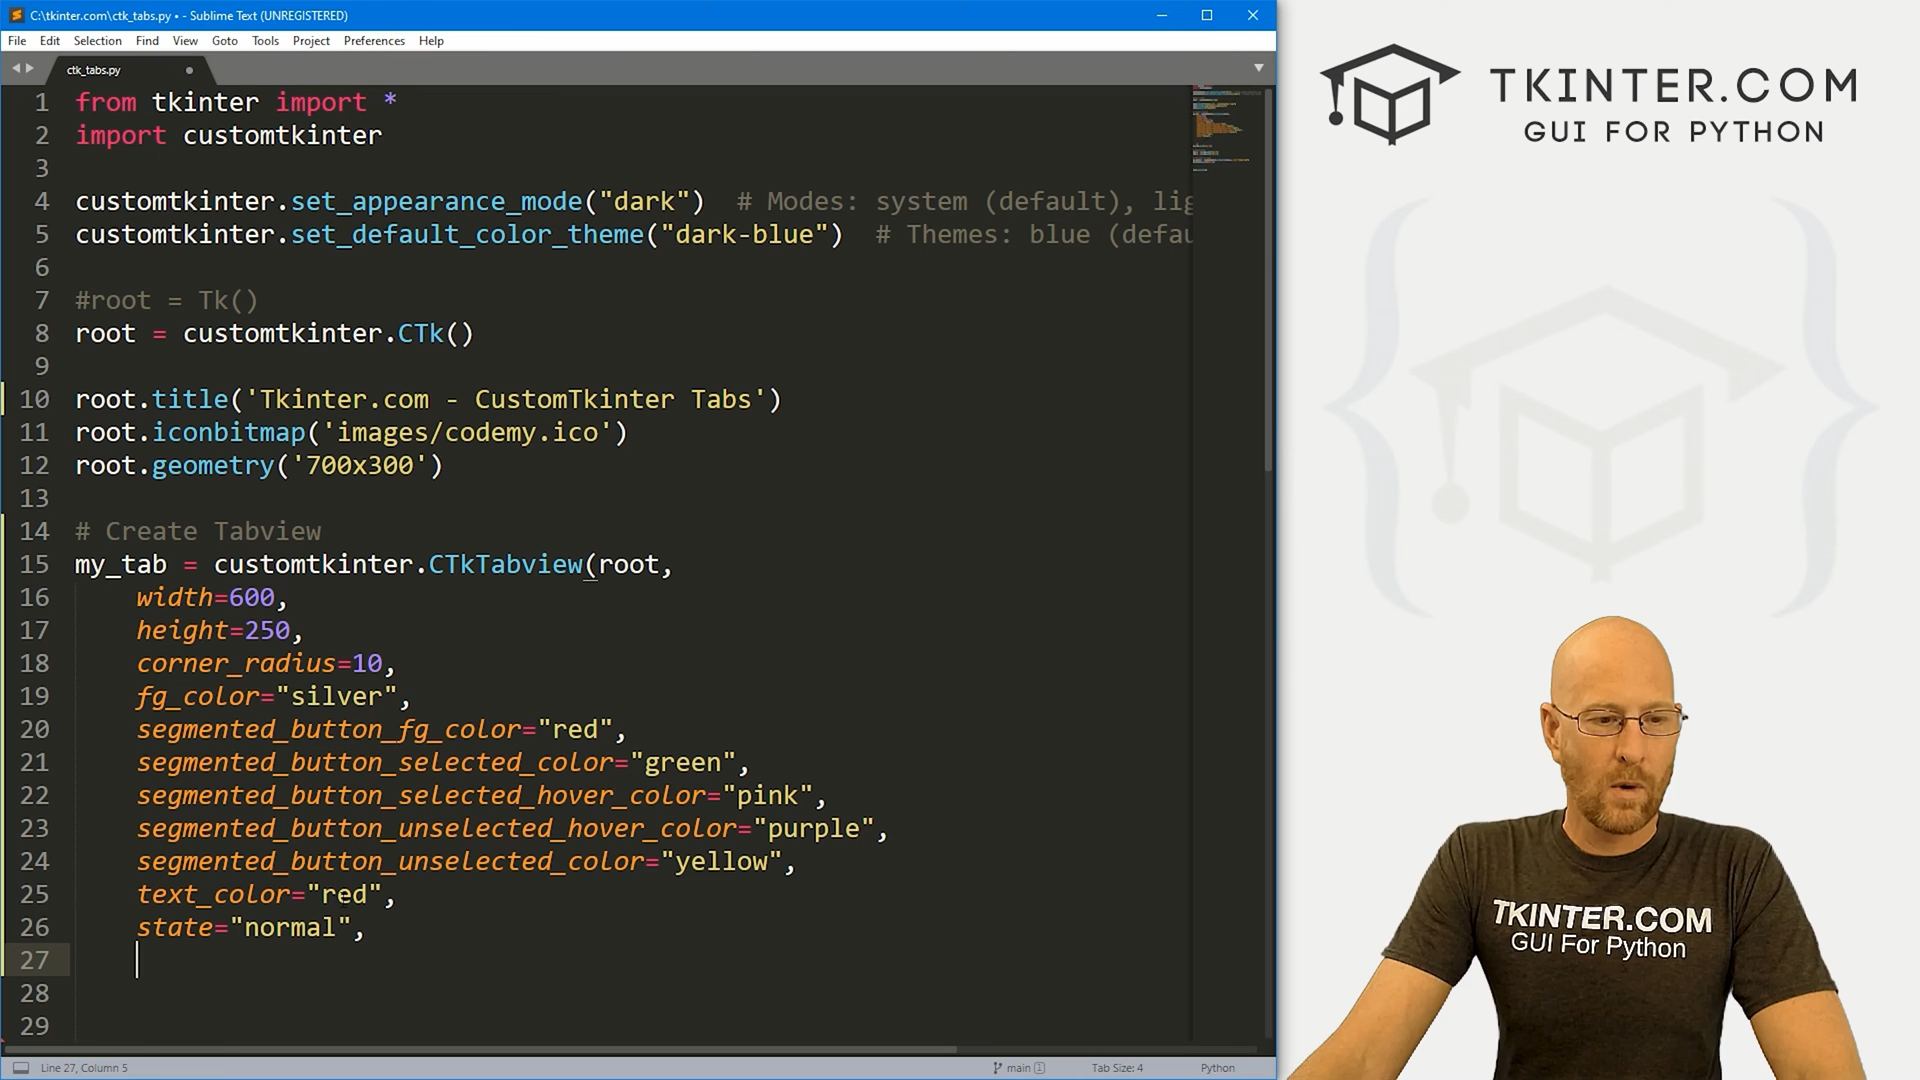 C:\tkinter.com\ctk_tabs.py • - Sublime Text (UNREGISTERED)
File Edit Selection Find View Goto Tools Project Preferences Help
ctk_tabs.py
1 from tkinter import *
2 import customtkinter
3
4 customtkinter.set_appearance_mode("dark")  # Modes: system (default), lig
5 customtkinter.set_default_color_theme("dark-blue")  # Themes: blue (defau
6
7 #root = Tk()
8 root = customtkinter.CTk()
9
10 root.title('Tkinter.com - CustomTkinter Tabs')
11 root.iconbitmap('images/codemy.ico')
12 root.geometry('700x300')
13
14 # Create Tabview
15 my_tab = customtkinter.CTkTabview(root,
16     width=600,
17     height=250,
18     corner_radius=10,
19     fg_color="silver",
20     segmented_button_fg_color="red",
21     segmented_button_selected_color="green",
22     segmented_button_selected_hover_color="pink",
23     segmented_button_unselected_hover_color="purple",
24     segmented_button_unselected_color="yellow",
25     text_color="red",
26     state="normal",
27
28
29
Line 27, Column 5
main 1
Tab Size: 4
Python
TKINTER.COM
GUI FOR PYTHON
TKINTER.COM
GUI For Python